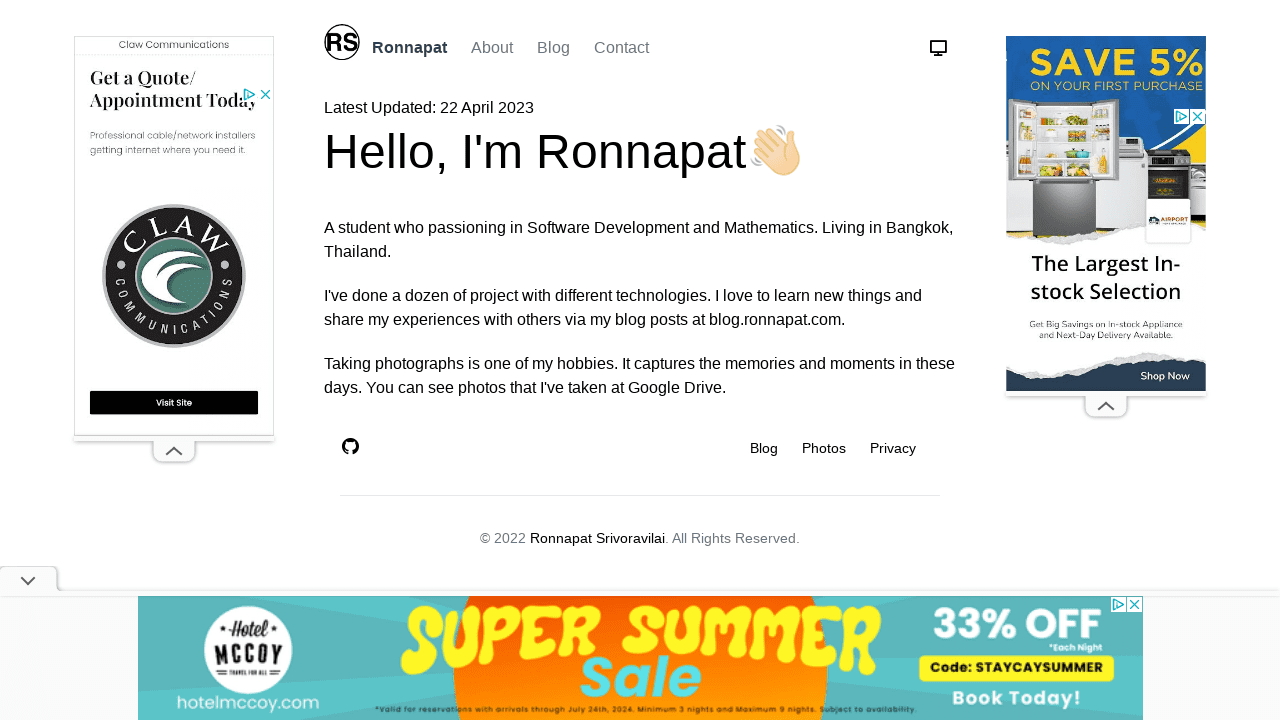 RS
Ronnapat About Blog Contact
Latest Updated: 22 April 2023
Hello, I'm Ronnapat👋🏻
A student who passioning in Software Development and Mathematics. Living in Bangkok,
Thailand.
I've done a dozen of project with different technologies. I love to learn new things and
share my experiences with others via my blog posts at blog.ronnapat.com.
Taking photographs is one of my hobbies. It captures the memories and moments in these
days. You can see photos that I've taken at Google Drive.
Blog Photos Privacy
© 2022 Ronnapat Srivoravilai. All Rights Reserved.
Claw Communications
Get a Quote/
Appointment Today
Professional cable/network installers
getting internet where you need it.
CLAW
COMMUNICATIONS
Visit Site
SAVE 5%
ON YOUR FIRST PURCHASE
AIRPORT
The Largest In-
stock Selection
Get Big Savings on In-stock Appliance
and Next-Day Delivery Available.
Shop Now
Hotel
MCCOY
TRAVEL FOR ALL
hotelmccoy.com
SUPER SUMMER
Sale
*Valid for reservations with arrivals through July 24th, 2024. Minimum 3 nights and Maximum 9 nights. Subject to availability.
33% OFF
*Each Night
Code: STAYCAYSUMMER
Book Today!